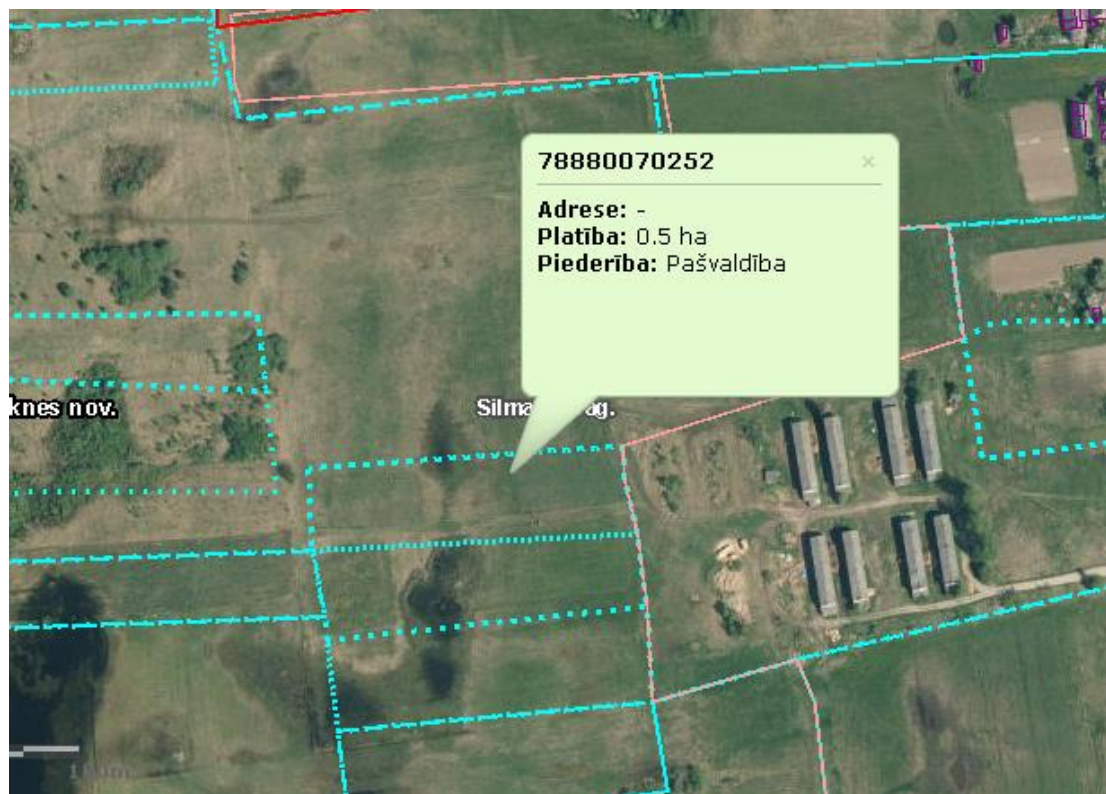 78880070252 ×
Adrese: -
Platība: 0.5 ha
Piederība: Pašvaldība
knes nov.
Silma ag.